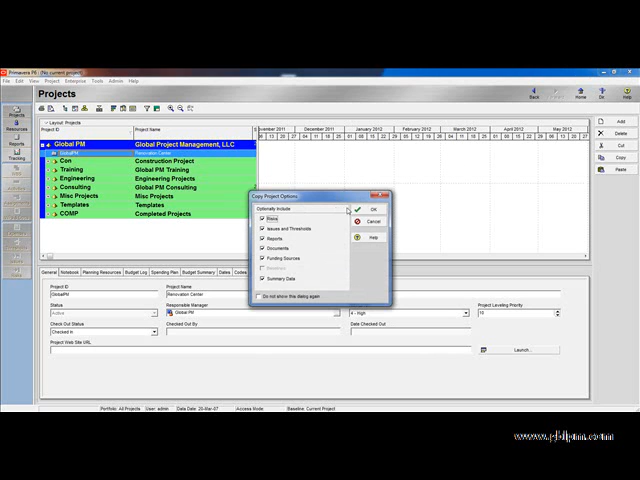 Primavera P6 : (No current project)
File Edit View Project Enterprise Tools Admin Help
Projects
Back Home Dir. Help
Projects
Resources
Reports
Tracking
Layout: Projects
Project ID Project Name
November 2011 December 2011 January 2012 February 2012 March 2012 April 2012 May 2012
Global PM Global Project Management, LLC
GlobalPM Renovation Center
Con Construction Project
Training Global PM Training
Engineering Engineering Projects
Consulting Global PM Consulting
Misc Projects Misc Projects
Templates Templates
COMP Completed Projects
Add
Delete
Cut
Copy
Paste
Copy Project Options
Optionally Include
Risks
Issues and Thresholds
Reports
Documents
Funding Sources
Summary Data
Do not show this dialog again
OK
Cancel
Help
General Notebook Planning Resources Budget Log Spending Plan Budget Summary Dates Codes
Project ID Project Name
GlobalPM Renovation Center
Status Responsible Manager Project Leveling Priority
Active Global PM 4 - High 10
Check Out Status Checked Out By Date Checked Out
Checked In
Project Web Site URL
Launch...
Portfolio: All Projects User: admin Data Date: 25-Mar-07 Access Mode: Baseline: Current Project
www.pblpm.com